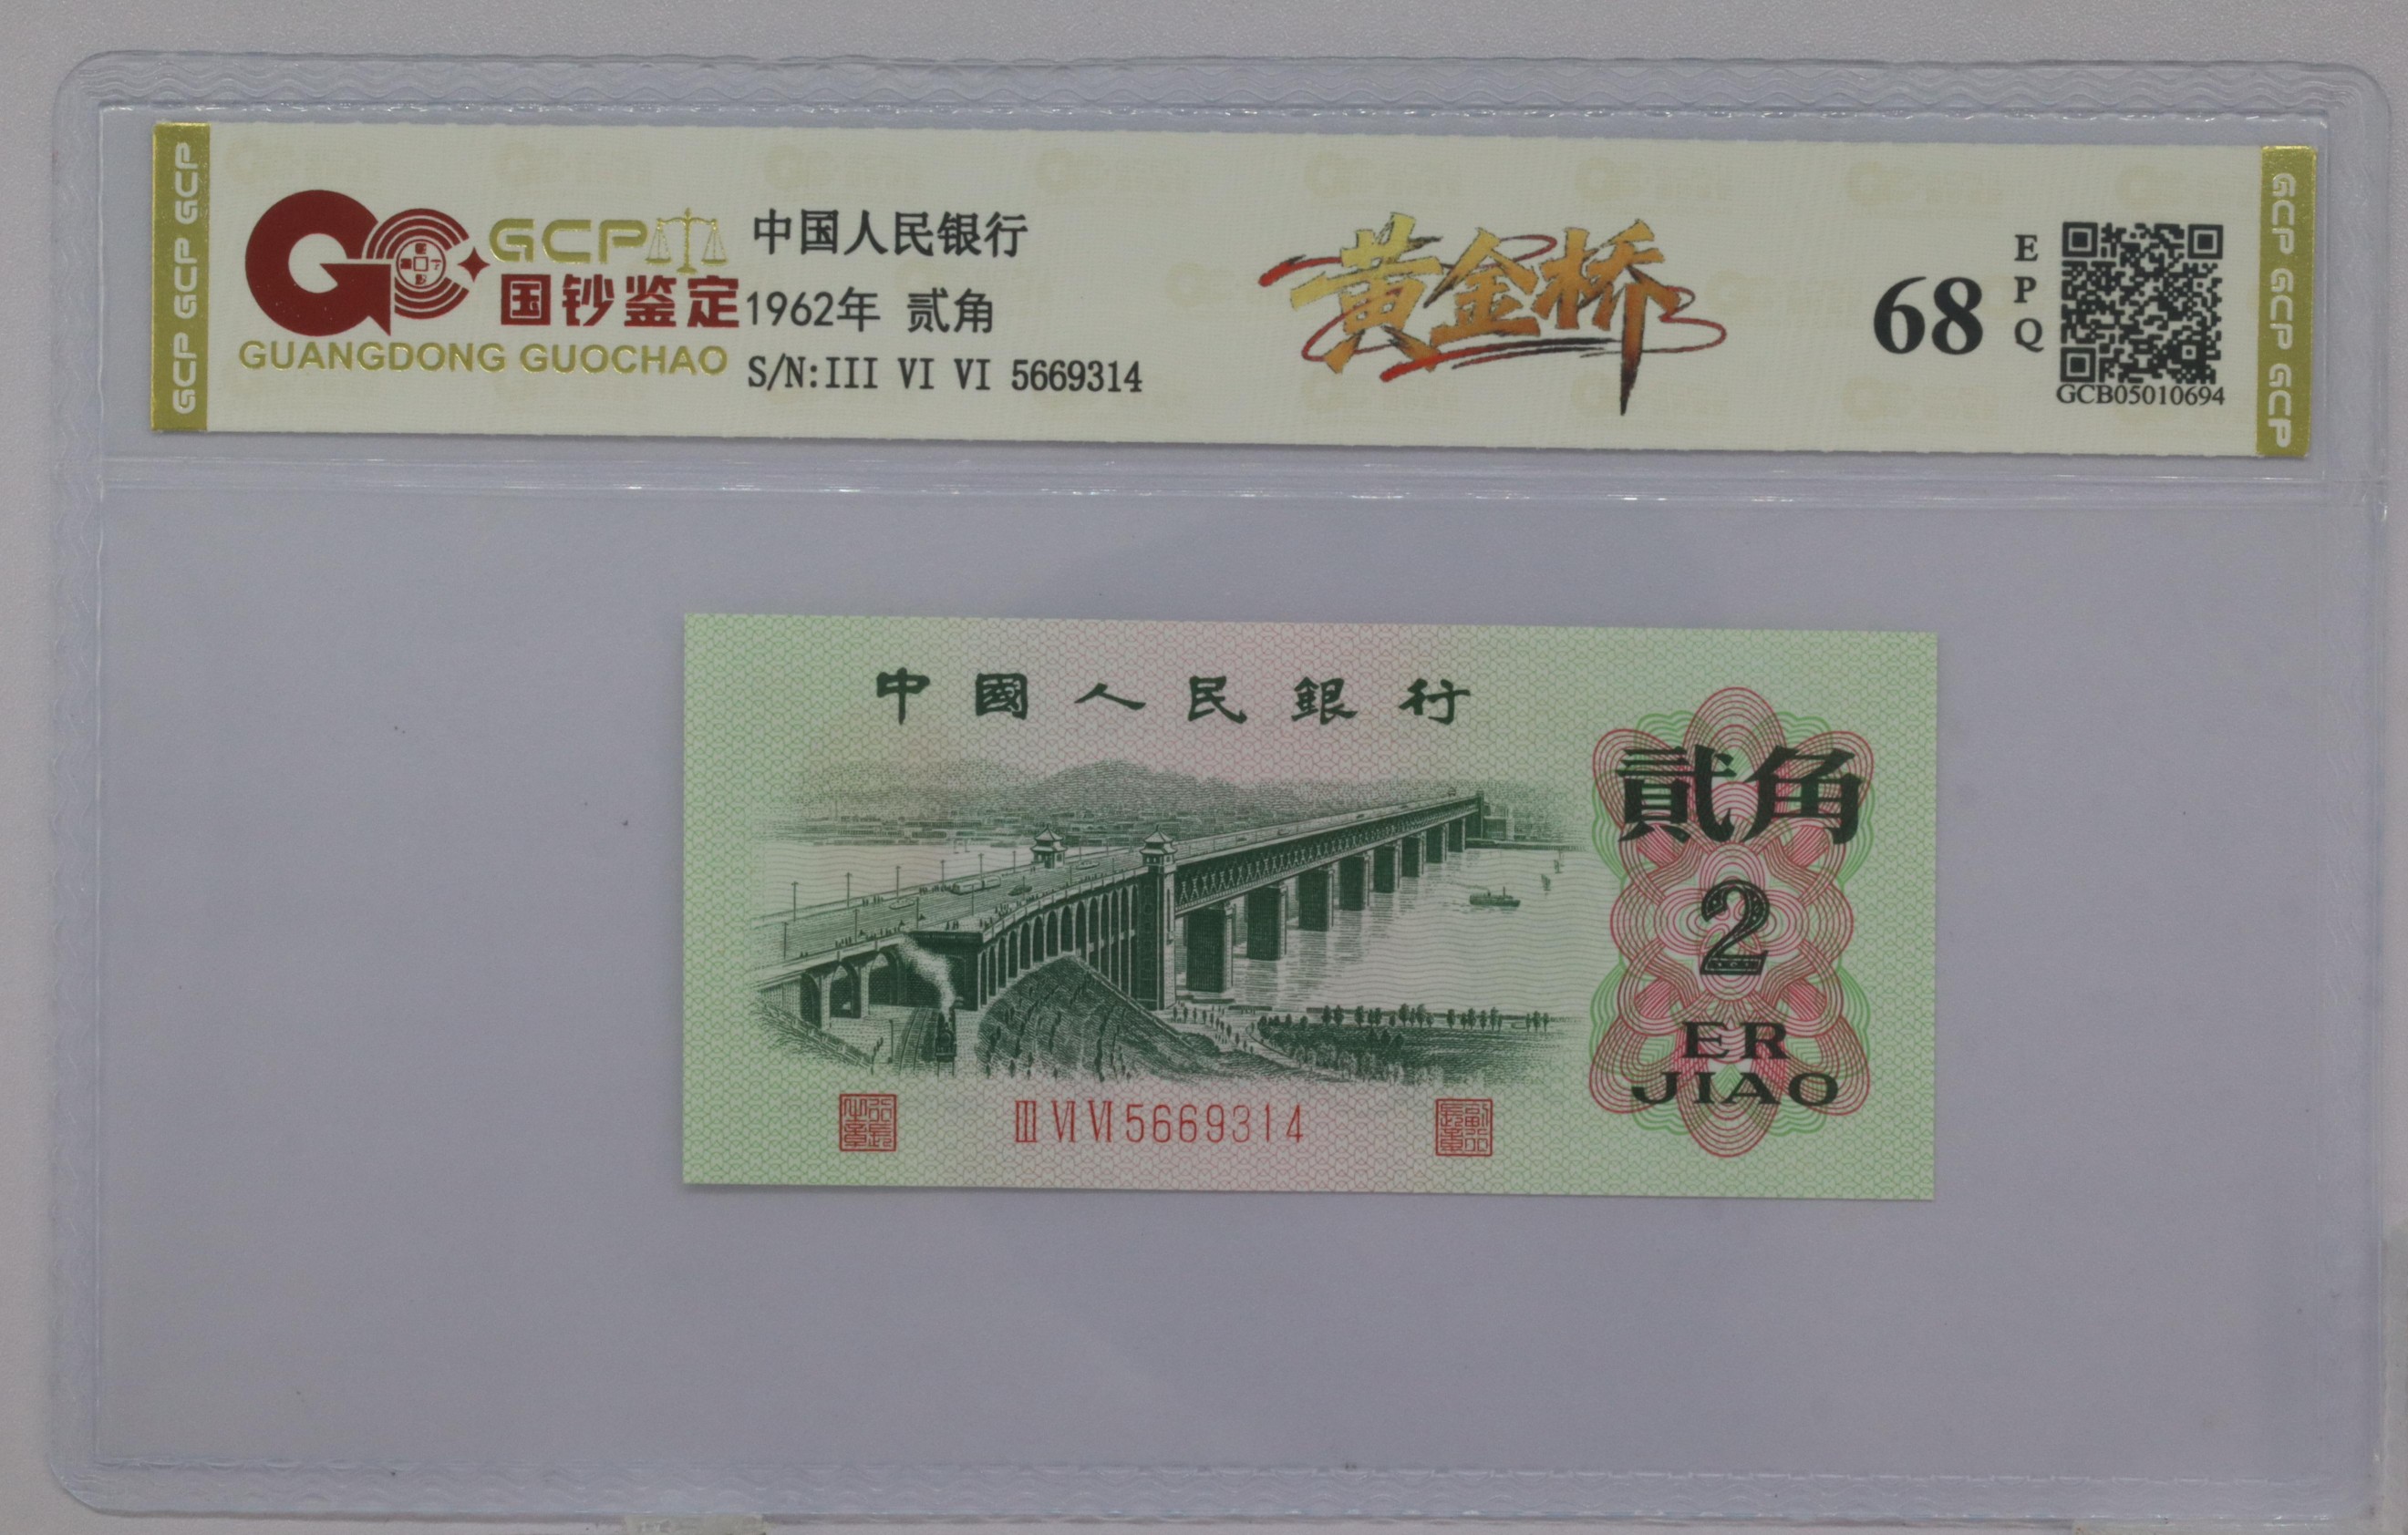 GCP GCP GCP
GCP
国钞鉴定
GUANGDONG GUOCHAO
中国人民银行
1962年 贰角
S/N:III VI VI 5669314
黄金桥
68
EPQ
GCB05010694
GCP GCP GCP
中國人民銀行
貳角
2
ER
JIAO
III VI VI 5669314